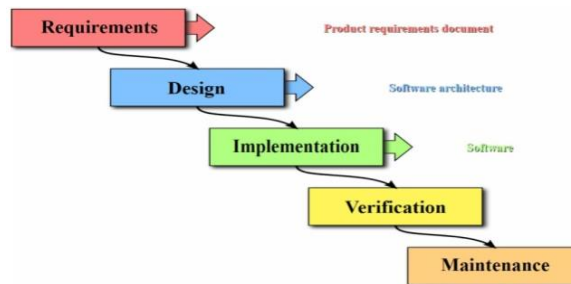 Requirements
Product requirements document
Design
Software architecture
Implementation
Software
Verification
Maintenance